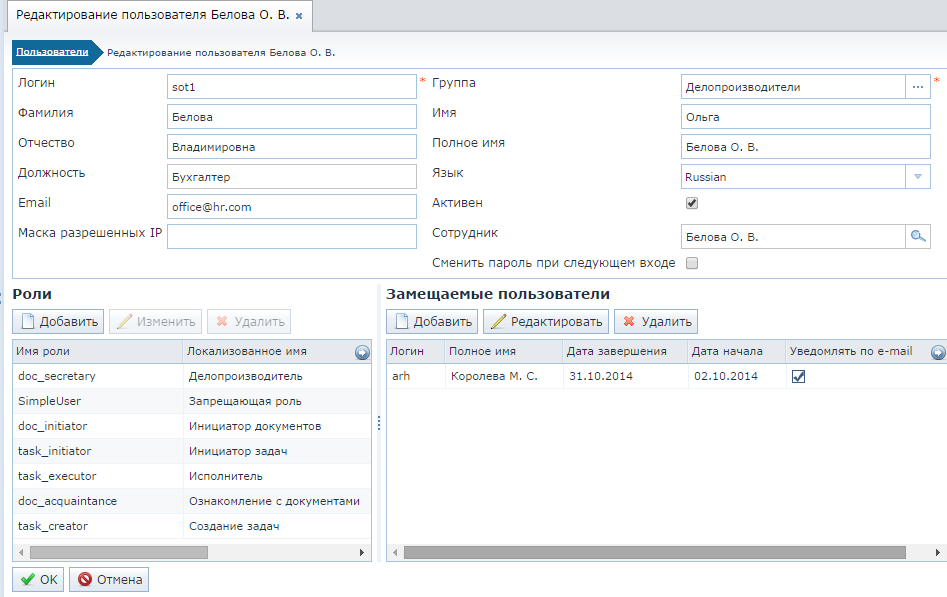 Редактирование пользователя Белова О. В. ×
Пользователи Редактирование пользователя Белова О. В.
Логин sot1 * Группа Делопроизводители ... *
Фамилия Белова Имя Ольга
Отчество Владимировна Полное имя Белова О. В.
Должность Бухгалтер Язык Russian
Email office@hr.com Активен
Маска разрешенных IP Сотрудник Белова О. В.
Сменить пароль при следующем входе
Роли
Добавить Изменить Удалить
Имя роли Локализованное имя
doc_secretary Делопроизводитель
SimpleUser Запрещающая роль
doc_initiator Инициатор документов
task_initiator Инициатор задач
task_executor Исполнитель
doc_acquaintance Ознакомление с документами
task_creator Создание задач
Замещаемые пользователи
Добавить Редактировать Удалить
Логин Полное имя Дата завершения Дата начала Уведомлять по e-mail
arh Королева М. С. 31.10.2014 02.10.2014
OK Отмена